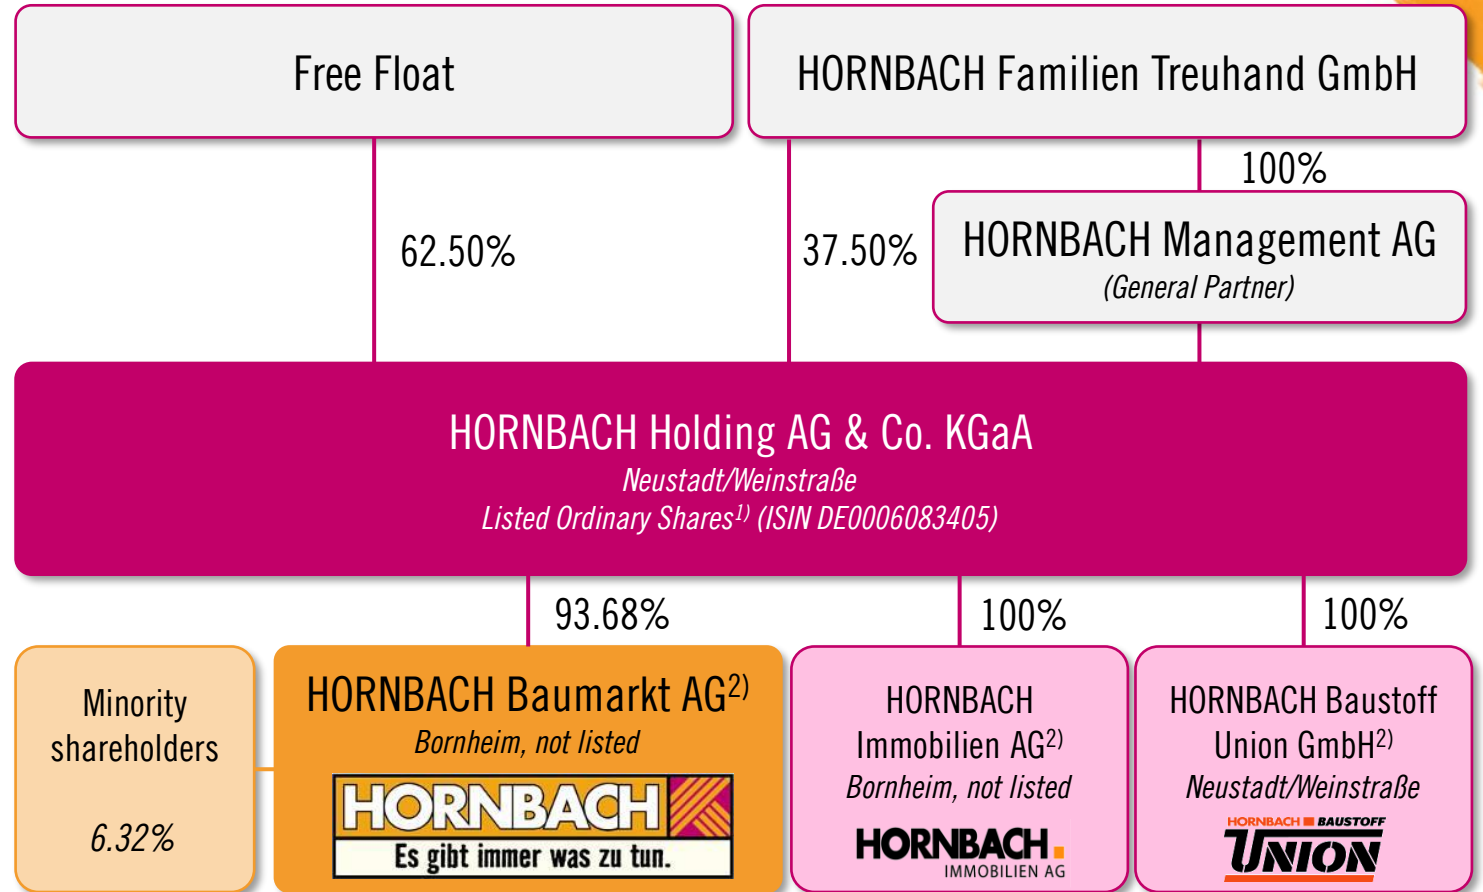 Free Float
HORNBACH Familien Treuhand GmbH
100%
62.50%
37.50%
HORNBACH Management AG
(General Partner)
HORNBACH Holding AG & Co. KGaA
Neustadt/Weinstraße
Listed Ordinary Shares1) (ISIN DE0006083405)
93.68%
100%
100%
Minority
shareholders
6.32%
HORNBACH Baumarkt AG2)
Bornheim, not listed
HORNBACH
Es gibt immer was zu tun.
HORNBACH
Immobilien AG2)
Bornheim, not listed
HORNBACH
IMMOBILIEN AG
HORNBACH Baustoff
Union GmbH2)
Neustadt/Weinstraße
HORNBACH BAUSTOFF
UNION